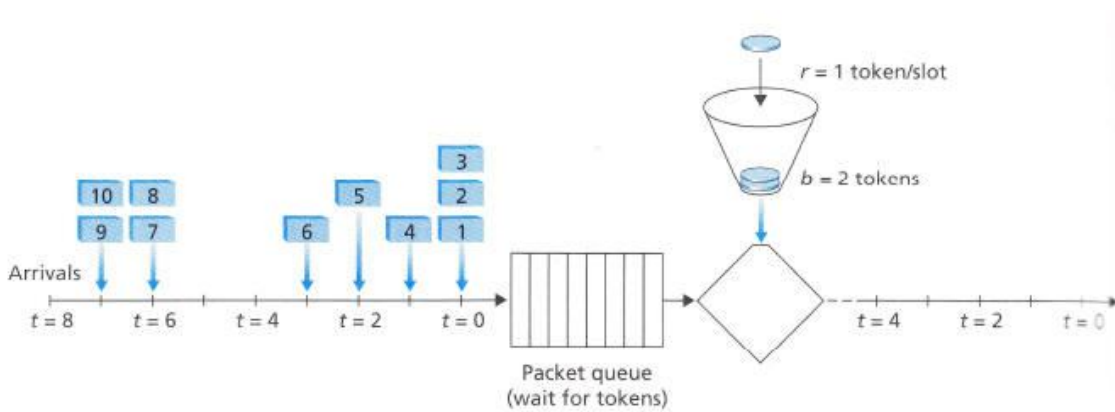 r = 1 token/slot
b = 2 tokens
3
10 8 5 2
9 7 6 4 1
Arrivals
t = 8 t = 6 t = 4 t = 2 t = 0
t = 4 t = 2 t = 0
Packet queue
(wait for tokens)